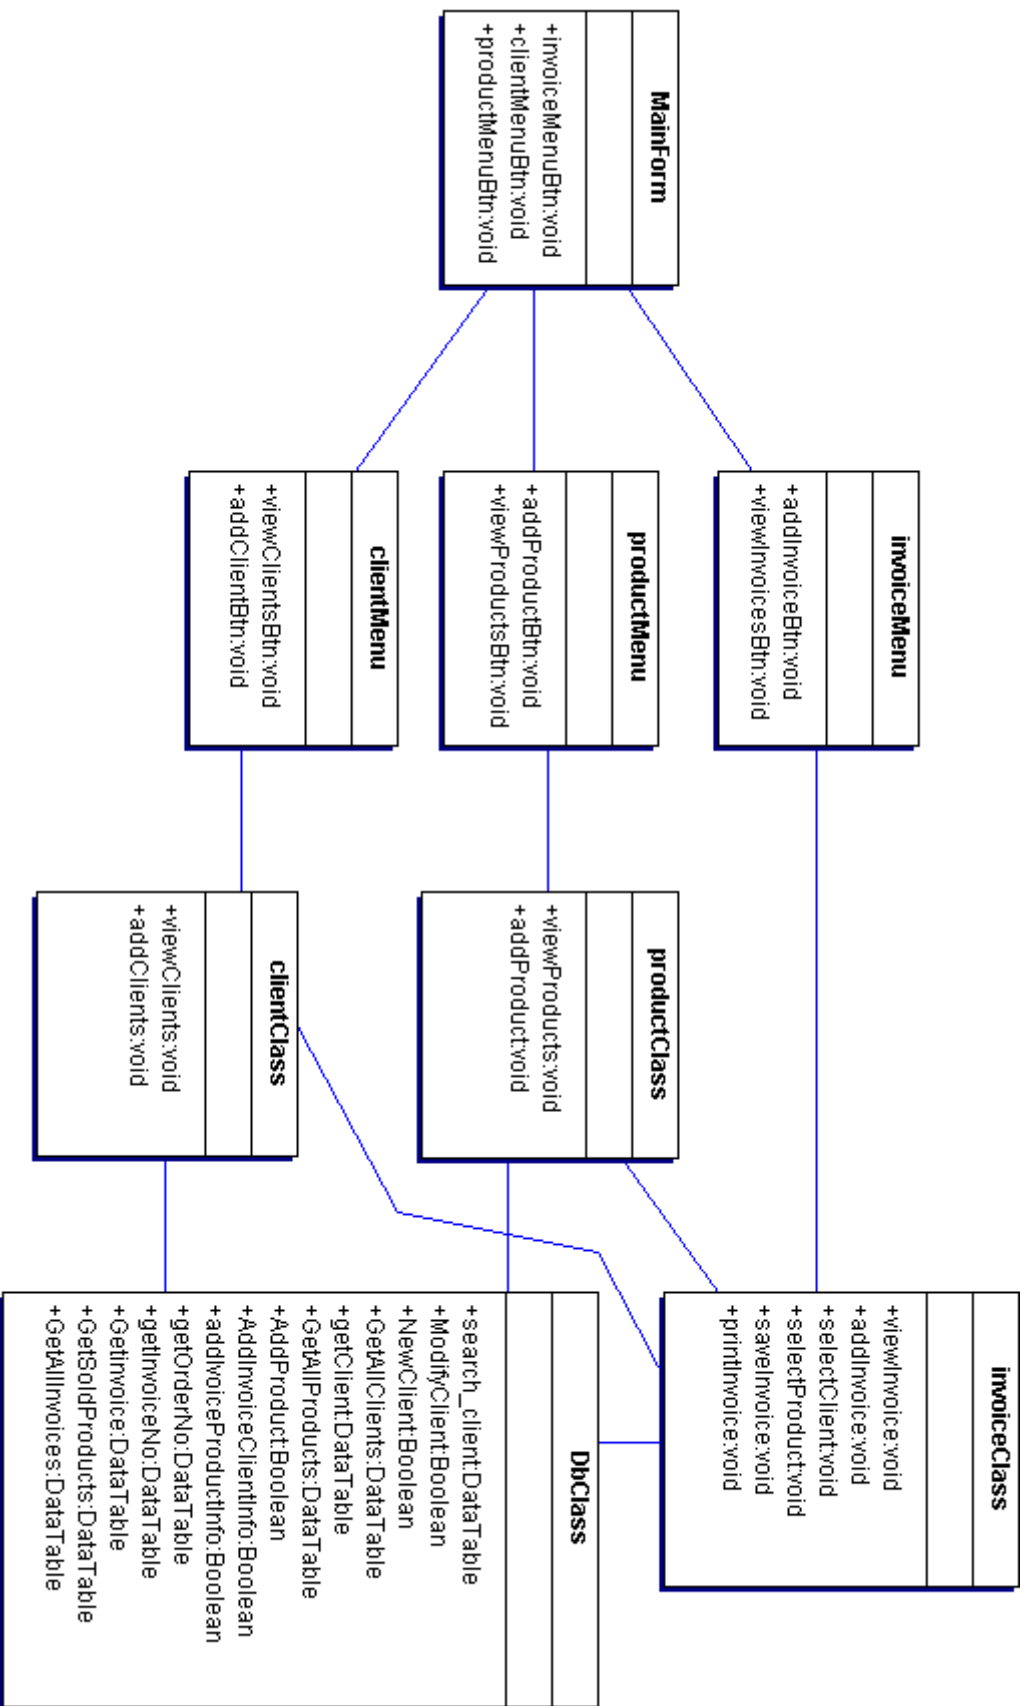 MainForm
+invoiceMenuBtn:void
+clientMenuBtn:void
+productMenuBtn:void
invoiceMenu
+addInvoiceBtn:void
+viewInvoicesBtn:void
productMenu
+addProductBtn:void
+viewProductsBtn:void
clientMenu
+viewClientsBtn:void
+addClientBtn:void
productClass
+viewProducts:void
+addProduct:void
clientClass
+viewClients:void
+addClients:void
invoiceClass
+viewInvoice:void
+addInvoice:void
+selectClient:void
+selectProduct:void
+saveInvoice:void
+printInvoice:void
DbClass
+search_client:DataTable
+ModifyClient:Boolean
+NewClient:Boolean
+GetAlClients:DataTable
+getClient:DataTable
+GetAllProducts:DataTable
+AddProduct:Boolean
+AddInvoiceClientInfo:Boolean
+addIvoiceProductInfo:Boolean
+getOrderNo:DataTable
+getInvoiceNo:DataTable
+Getinvoice:DataTable
+GetSoldProducts:DataTable
+GetAllInvoices:DataTable